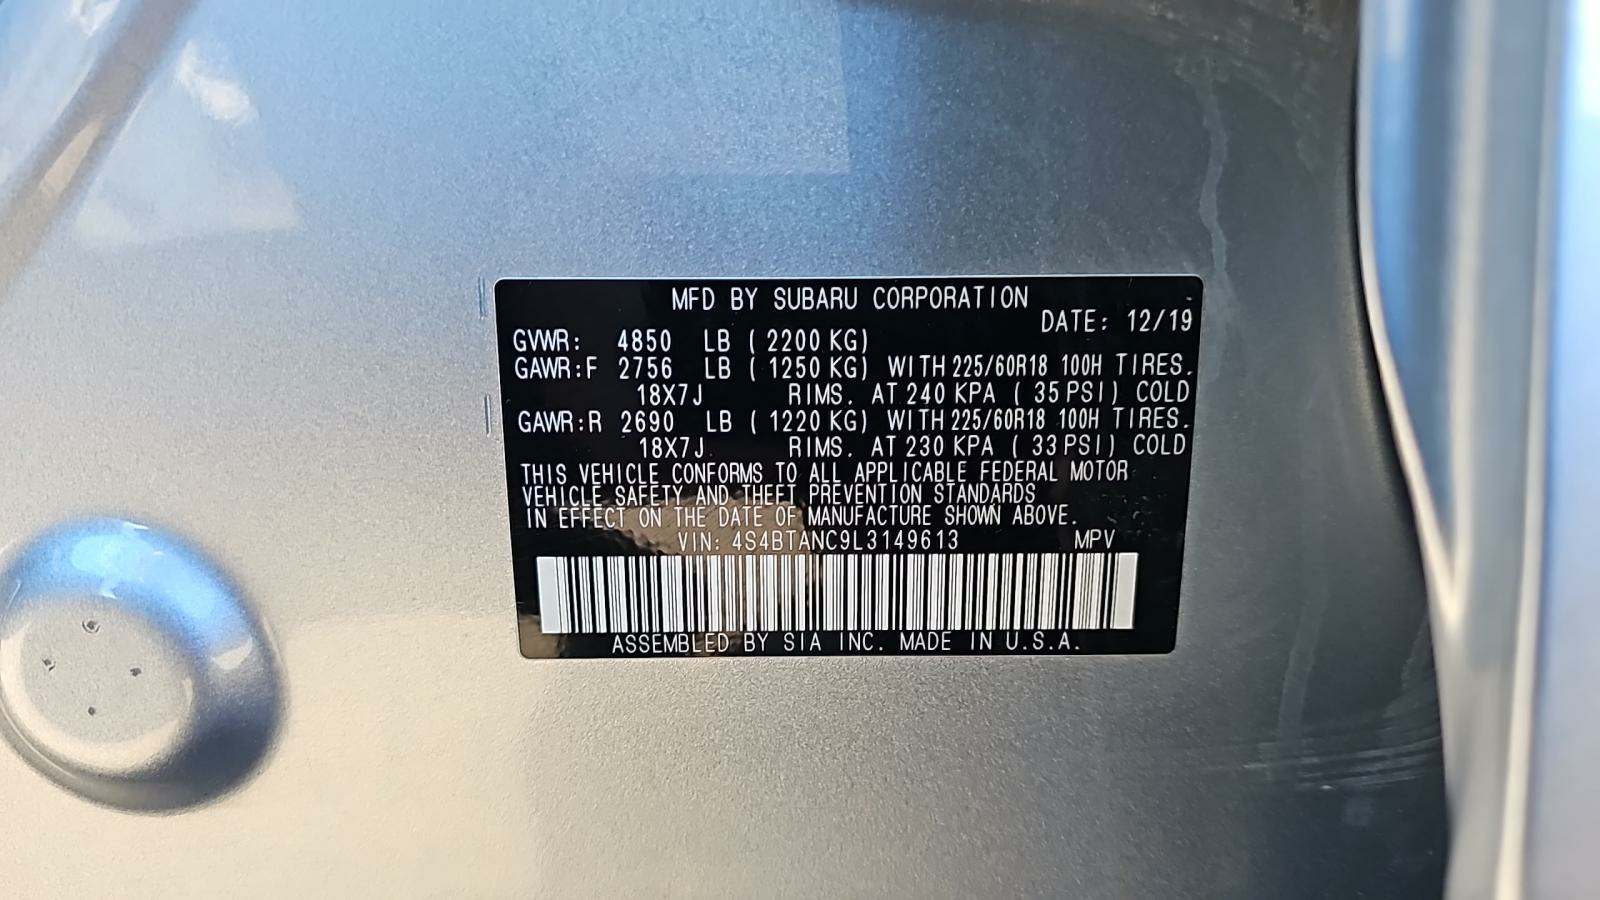 MFD BY SUBARU CORPORATION
DATE: 12/19
GVWR: 4850 LB ( 2200 KG)
GAWR:F 2756 LB ( 1250 KG) WITH 225/60R18 100H TIRES.
18X7J RIMS. AT 240 KPA ( 35 PSI) COLD
GAWR:R 2690 LB ( 1220 KG) WITH 225/60R18 100H TIRES.
18X7J RIMS. AT 230 KPA ( 33 PSI) COLD
THIS VEHICLE CONFORMS TO ALL APPLICABLE FEDERAL MOTOR
VEHICLE SAFETY AND THEFT PREVENTION STANDARDS
IN EFFECT ON THE DATE OF MANUFACTURE SHOWN ABOVE.
VIN: 4S4BTANC9L3149613 MPV
ASSEMBLED BY SIA INC. MADE IN U.S.A.